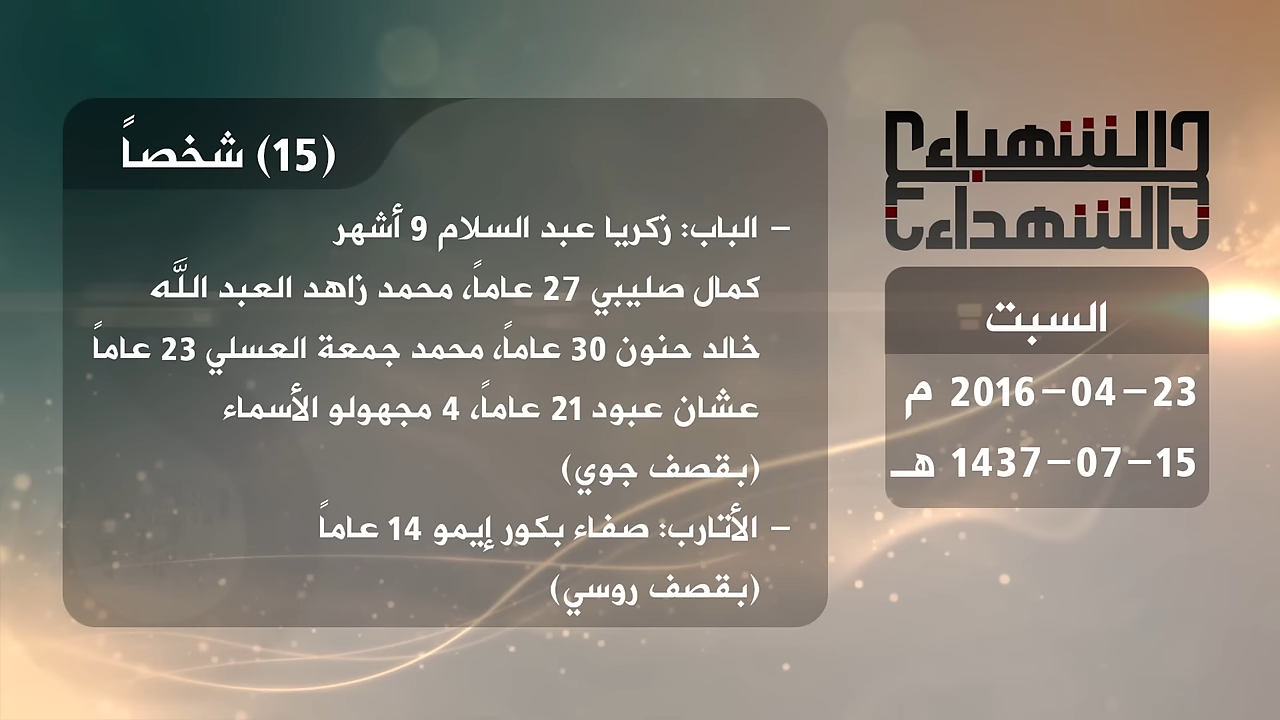 والشهباء
والشهداء
السبت
23-04-2016 م
15-07-1437 هـ
(15) شخصاً
- الباب: زكريا عبد السلام 9 أشهر
كمال صليبي 27 عاماً، محمد زاهد العبد اللَّه
خالد حنون 30 عاماً، محمد جمعة العسلي 23 عاماً
عشان عبود 21 عاماً، 4 مجهولو الأسماء
(بقصف جوي)
- الأتارب: صفاء بكور إيمو 14 عاماً
(بقصف روسي)